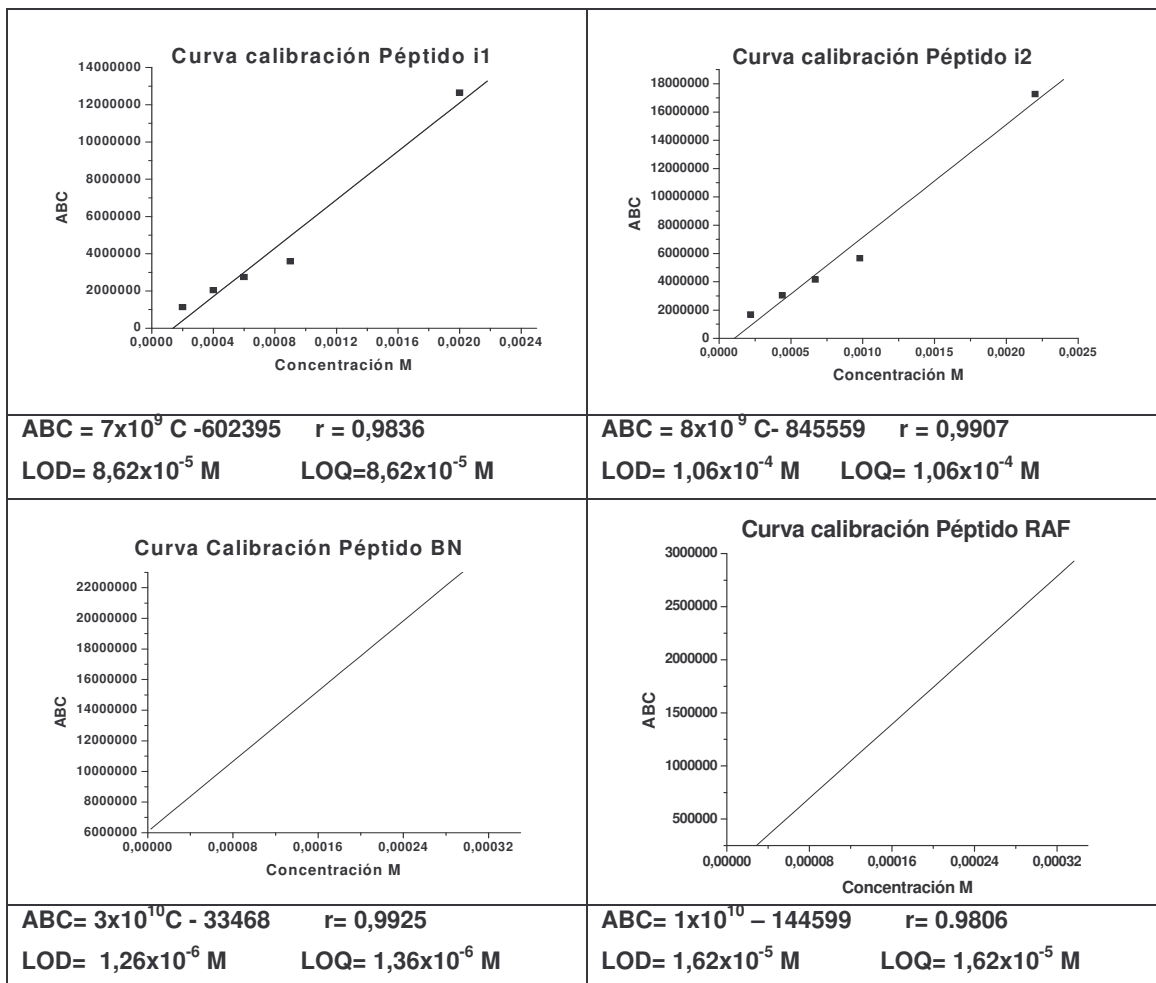 Curva calibración Péptido i1
14000000
12000000
10000000
8000000
6000000
4000000
2000000
0
ABC
0,0000 0,0004 0,0008 0,0012 0,0016 0,0020 0,0024
Concentración M
Curva calibración Péptido i2
18000000
16000000
14000000
12000000
10000000
8000000
6000000
4000000
2000000
0
ABC
0,0000 0,0005 0,0010 0,0015 0,0020 0,0025
Concentración M
ABC = 7x10⁹ C -602395 r = 0,9836
LOD= 8,62x10⁻⁵ M LOQ=8,62x10⁻⁵ M
ABC = 8x10⁹ C- 845559 r = 0,9907
LOD= 1,06x10⁻⁴ M LOQ= 1,06x10⁻⁴ M
Curva Calibración Péptido BN
22000000
20000000
18000000
16000000
14000000
12000000
10000000
8000000
6000000
ABC
0,00000 0,00008 0,00016 0,00024 0,00032
Concentración M
Curva calibración Péptido RAF
3000000
2500000
2000000
1500000
1000000
500000
ABC
0,00000 0,00008 0,00016 0,00024 0,00032
Concentración M
ABC= 3x10¹⁰C - 33468 r= 0,9925
LOD= 1,26x10⁻⁶ M LOQ= 1,36x10⁻⁶ M
ABC= 1x10¹⁰ – 144599 r= 0.9806
LOD= 1,62x10⁻⁵ M LOQ= 1,62x10⁻⁵ M